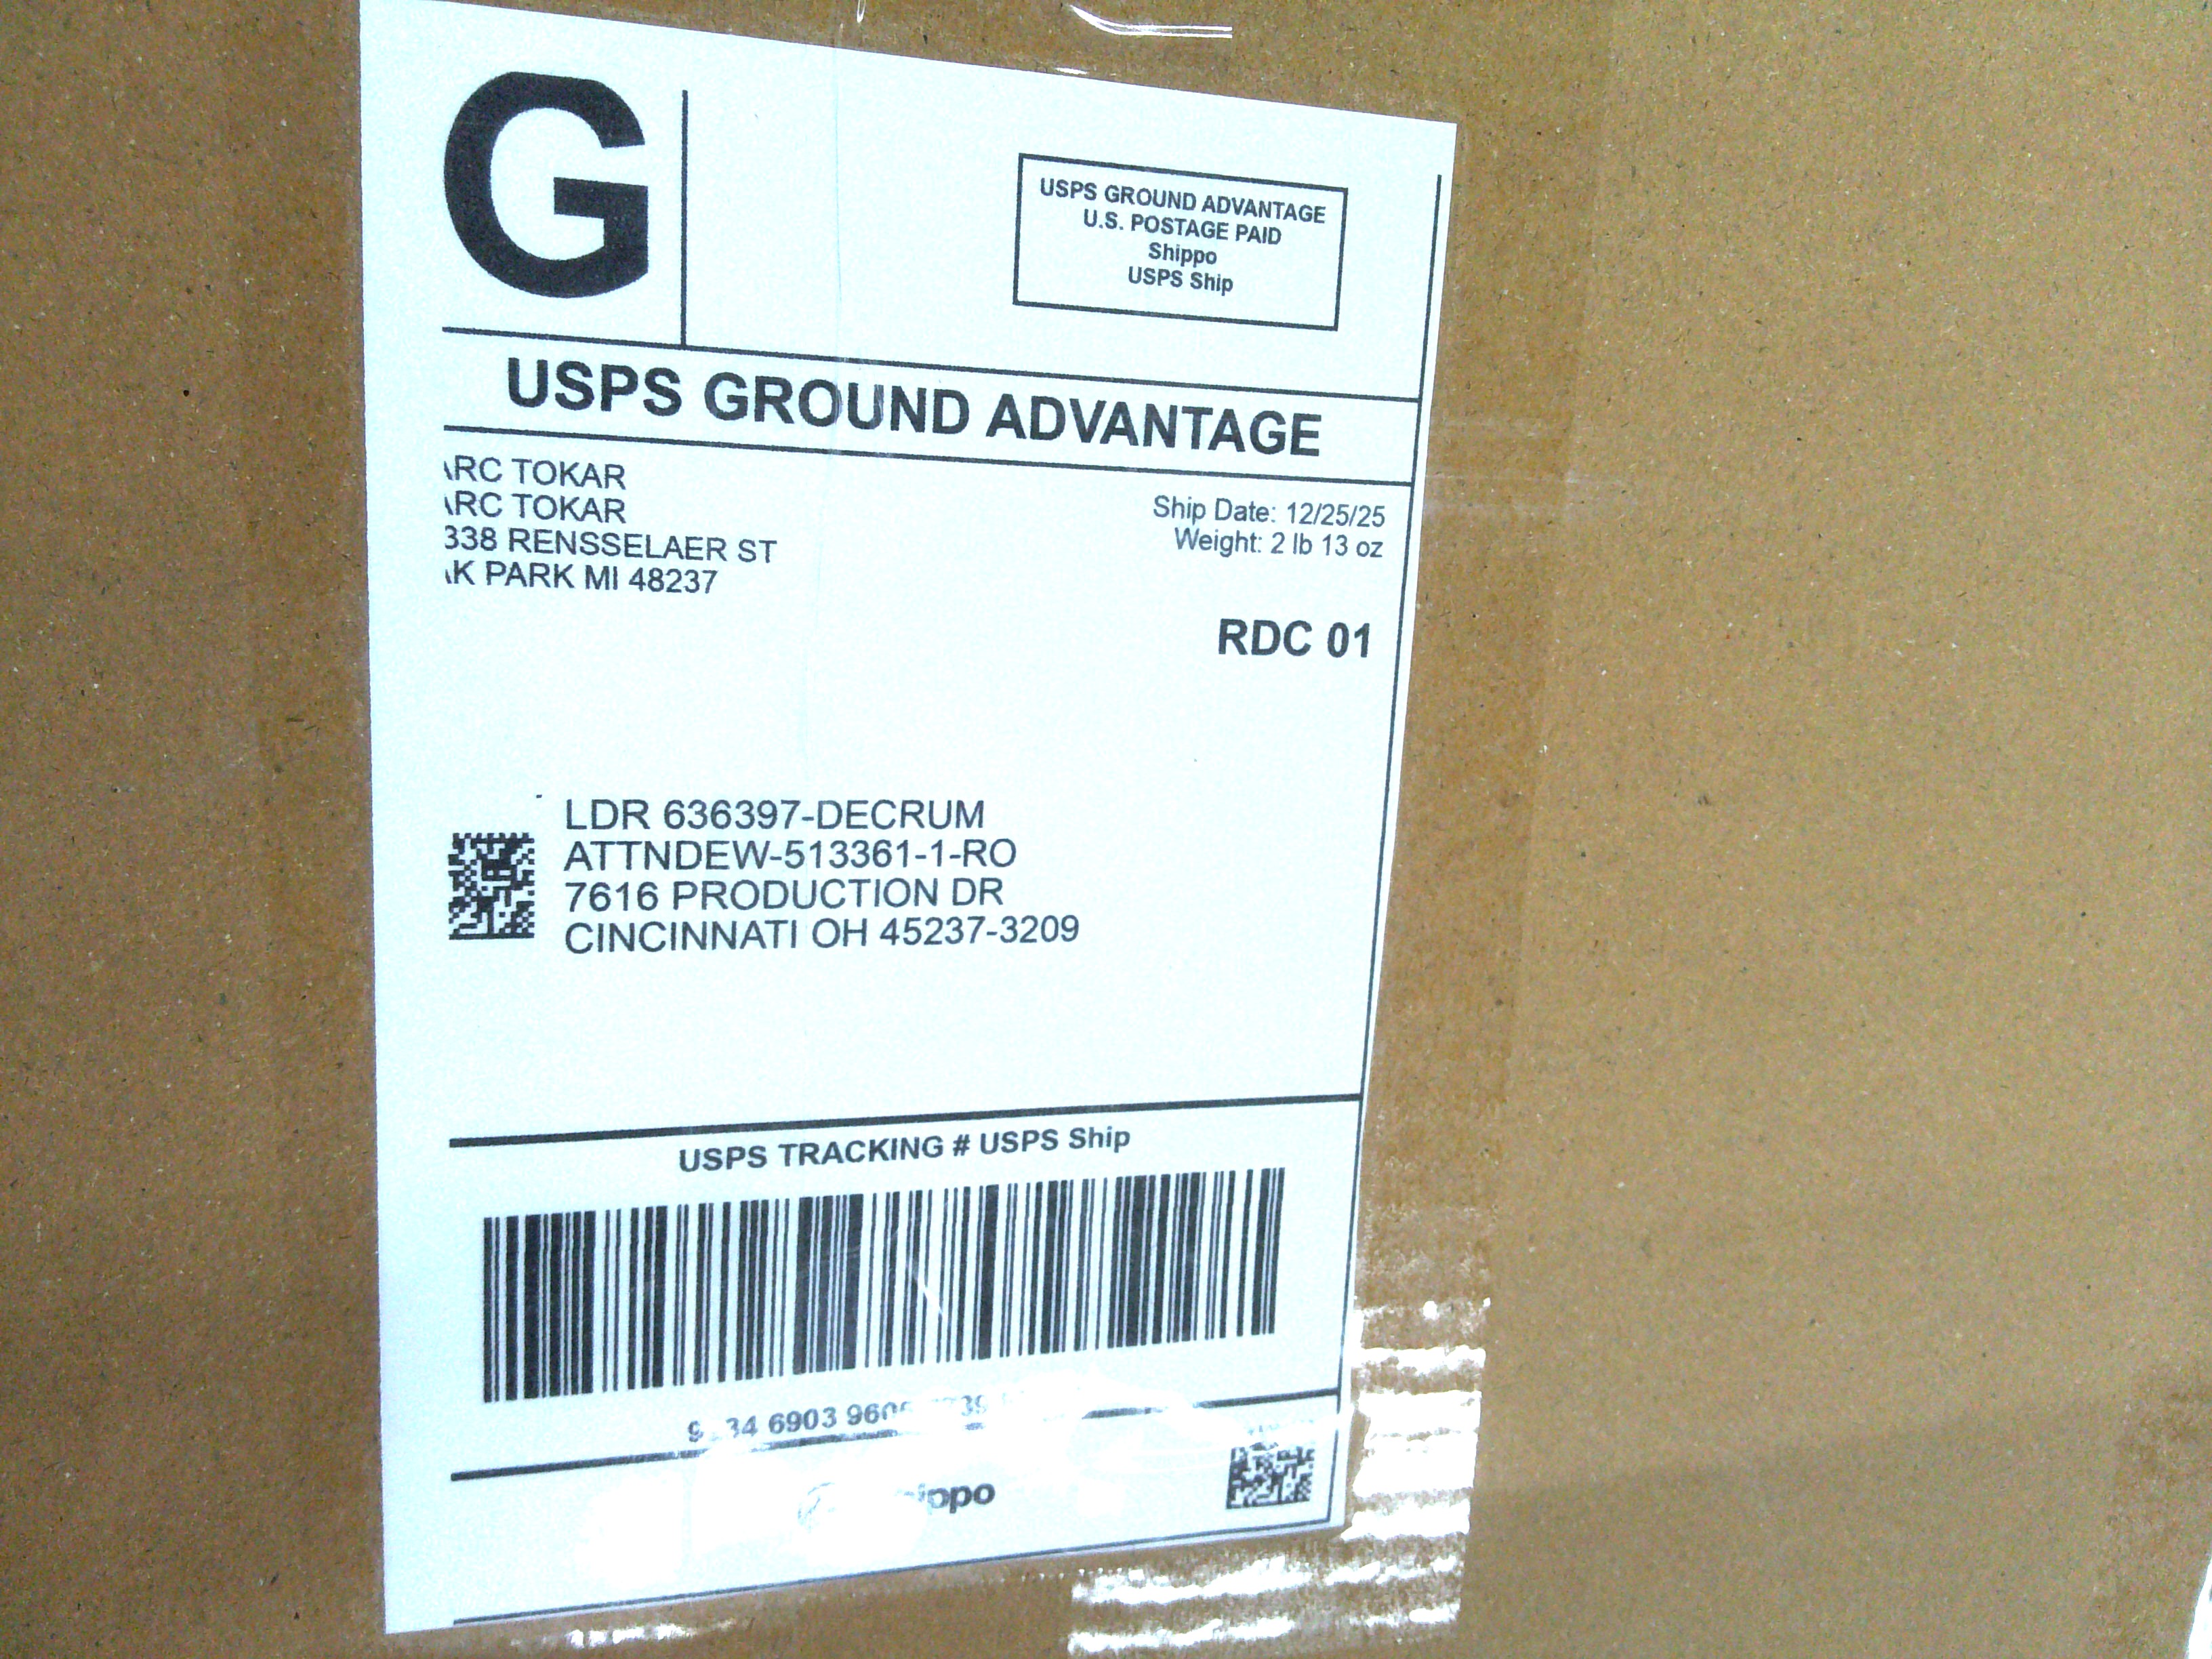 G
USPS GROUND ADVANTAGE
U.S. POSTAGE PAID
Shippo
USPS Ship
USPS GROUND ADVANTAGE
ARC TOKAR
ARC TOKAR
338 RENSSELAER ST
AK PARK MI 48237
Ship Date: 12/25/25
Weight: 2 lb 13 oz
RDC 01
LDR 636397-DECRUM
ATTNDEW-513361-1-RO
7616 PRODUCTION DR
CINCINNATI OH 45237-3209
USPS TRACKING # USPS Ship
6903